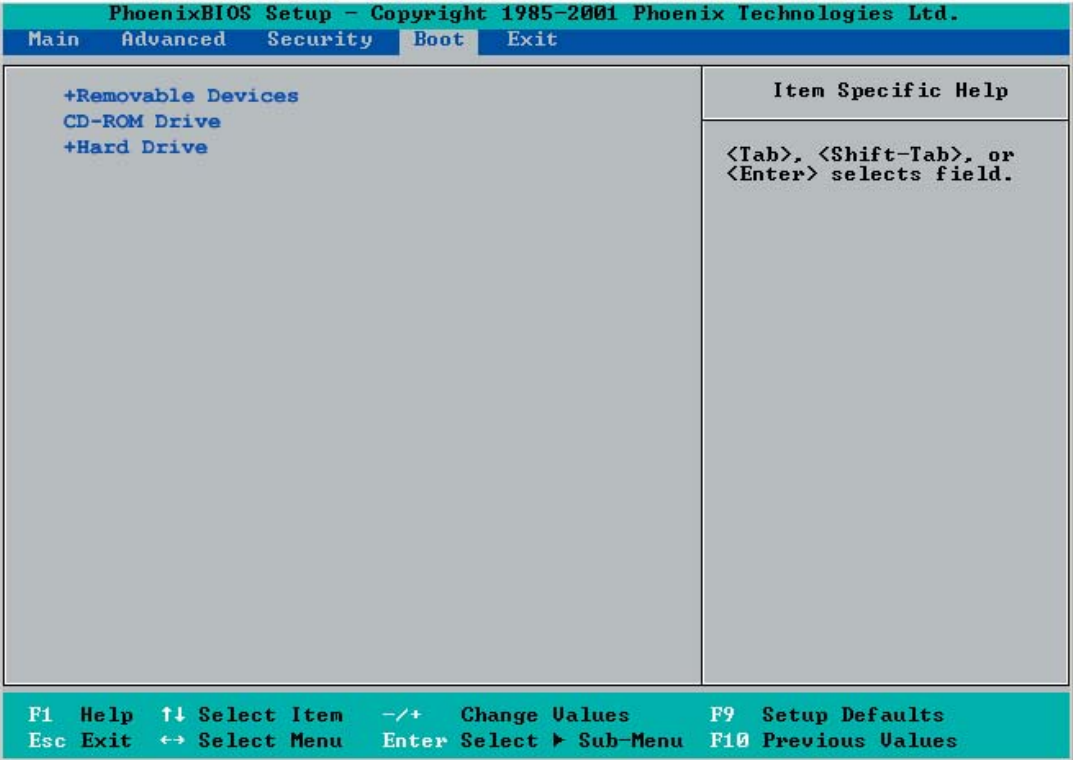 PhoenixBIOS Setup - Copyright 1985-2001 Phoenix Technologies Ltd.
Main Advanced Security Boot Exit
+Removable Devices
CD-ROM Drive
+Hard Drive
Item Specific Help
<Tab>, <Shift-Tab>, or
<Enter> selects field.
F1 Help ↑↓ Select Item -/+ Change Values F9 Setup Defaults
Esc Exit ↔ Select Menu Enter Select ▶ Sub-Menu F10 Previous Values